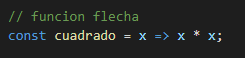 // funcion flecha
const cuadrado = x => x * x;